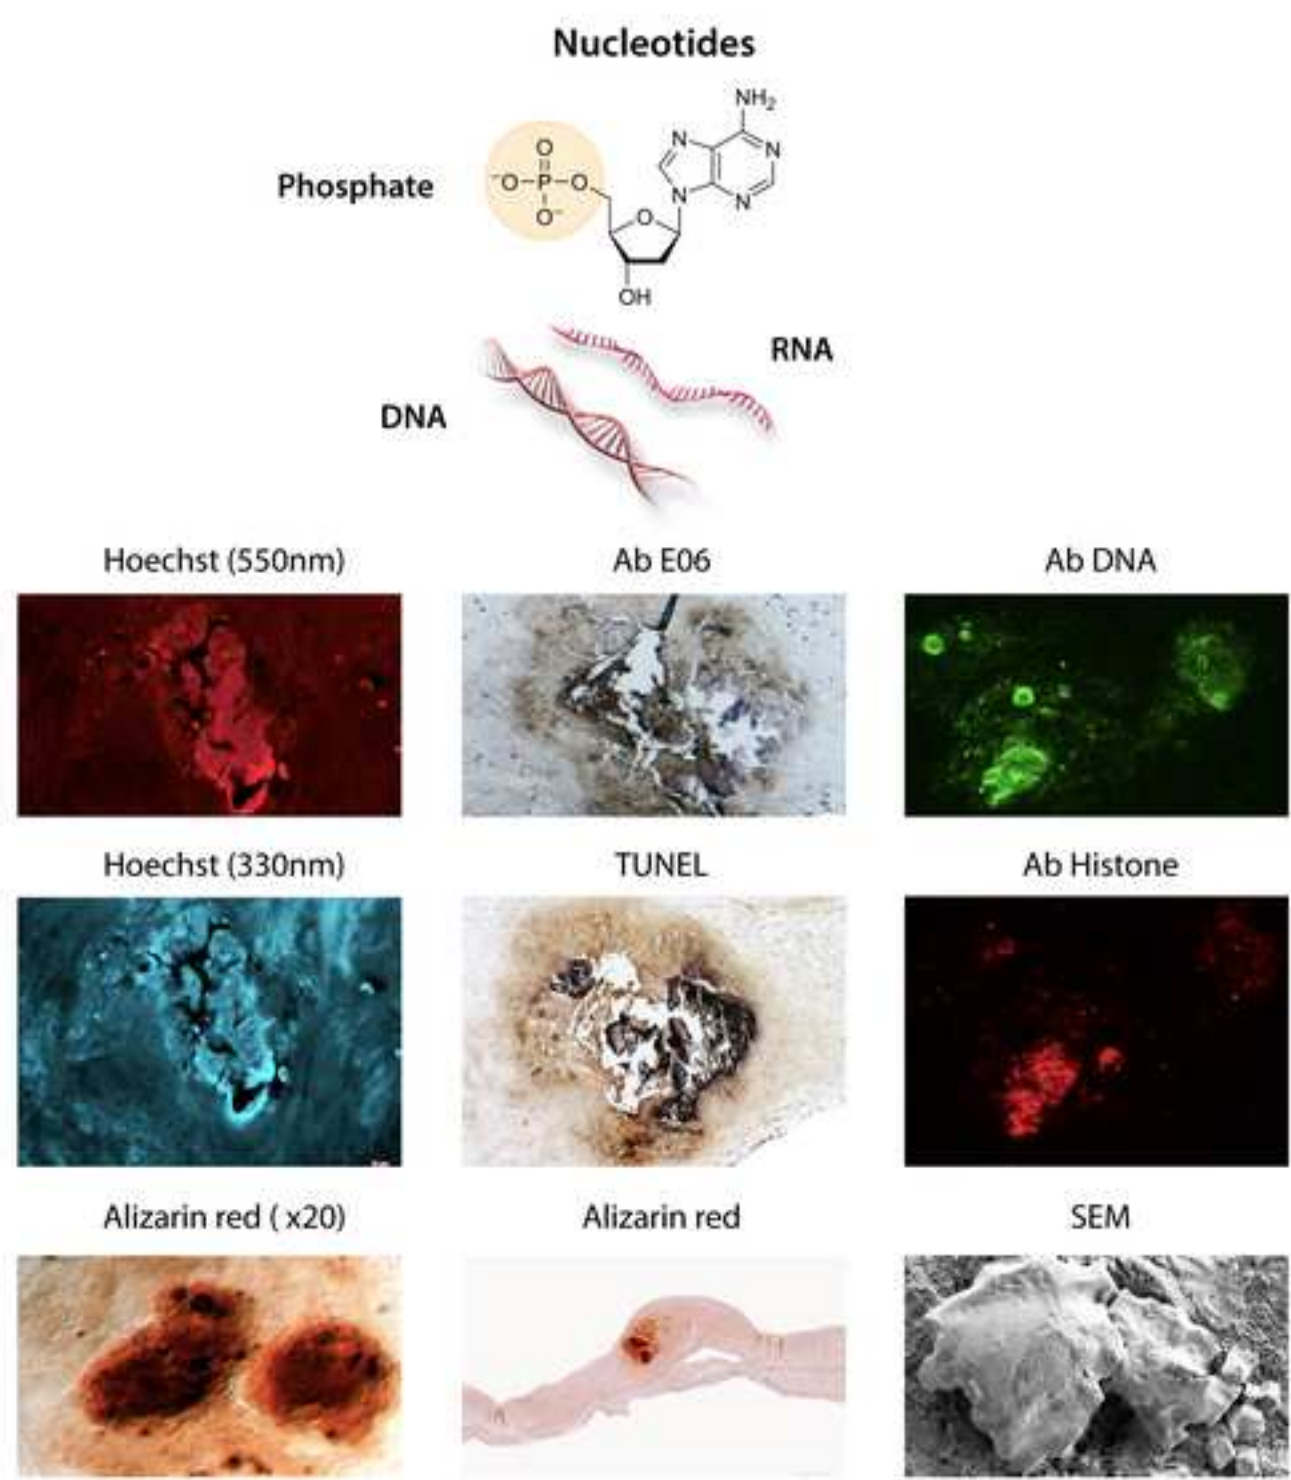 Nucleotides
NH₂
N
N
O
Phosphate
⁻O–P–O
N
N
O⁻
O
OH
RNA
DNA
Hoechst (550nm)
Ab E06
Ab DNA
Hoechst (330nm)
TUNEL
Ab Histone
Alizarin red ( x20)
Alizarin red
SEM